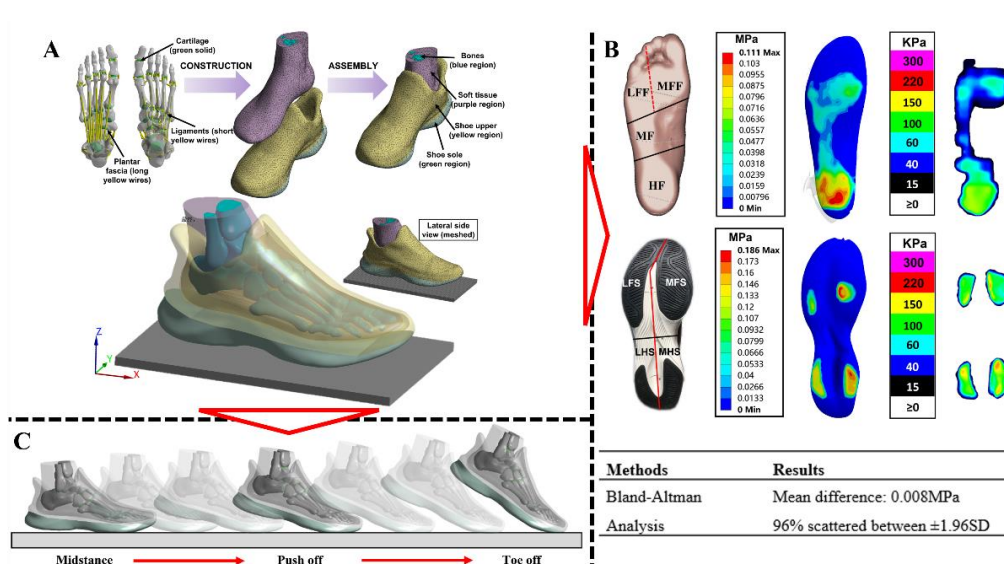 A
Cartilage
(green solid)
CONSTRUCTION
ASSEMBLY
Bones
(blue region)
Soft tissue
(purple region)
Ligaments (short
yellow wires)
Shoe upper
(yellow region)
Plantar
fascia (long
yellow wires)
Shoe sole
(green region)
Lateral side
view (meshed)
Z
Y
X
B
LFF
MFF
MF
HF
MPa
0.111 Max
0.103
0.0955
0.0875
0.0796
0.0716
0.0636
0.0557
0.0477
0.0398
0.0318
0.0239
0.0159
0.00796
0 Min
KPa
300
220
150
100
60
40
15
≥0
LFS
MFS
LHS
MHS
MPa
0.186 Max
0.173
0.16
0.146
0.133
0.12
0.107
0.0932
0.0799
0.0666
0.0533
0.04
0.0266
0.0133
0 Min
KPa
300
220
150
100
60
40
15
≥0
Methods Results
Bland-Altman Mean difference: 0.008MPa
Analysis 96% scattered between ±1.96SD
C
Midstance Push off Toe off